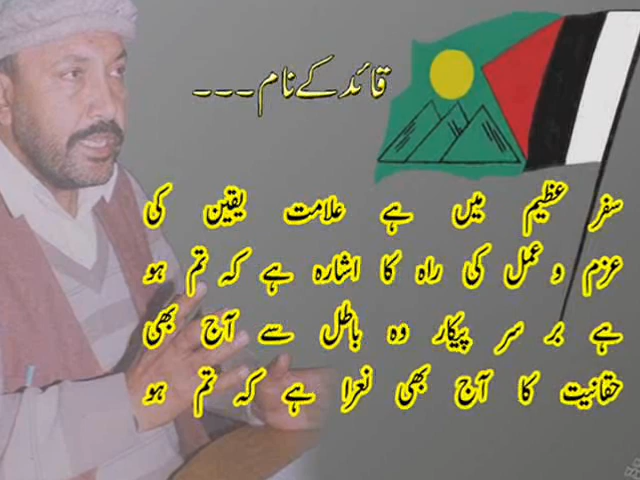 قائد کے نام ۔۔۔
سفر عظیم میں ہے علامت یقین کی
عزم و عمل کی راہ کا اشارہ ہے کہ تم ہو
ہے بر سر پیکار وہ باطل سے آج بھی
حقانیت کا آج بھی نعرا ہے کہ تم ہو